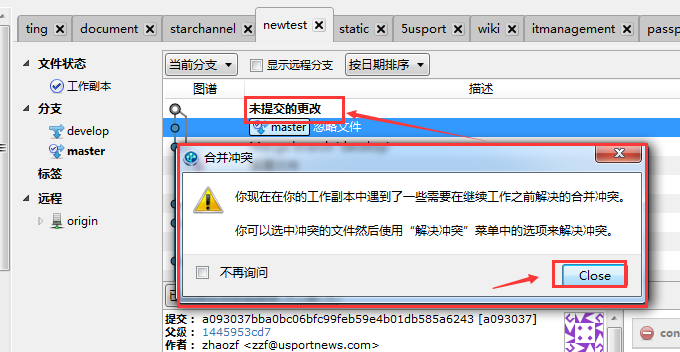 ting
document
starchannel
newtest
static
5usport
wiki
itmanagement
passp
文件状态
工作副本
分支
develop
master
标签
远程
origin
当前分支
显示远程分支
按日期排序
图谱
描述
未提交的更改
master 忽略文件
合并冲突
你现在在你的工作副本中遇到了一些需要在继续工作之前解决的合并冲突。
你可以选中冲突的文件然后使用“解决冲突”菜单中的选项来解决冲突。
不再询问
Close
提交： a093037bba0bc06bfc99feb59e4b01db585a6243 [a093037]
父级： 1445953cd7
作者： zhaozf <zzf@usportnews.com>
con